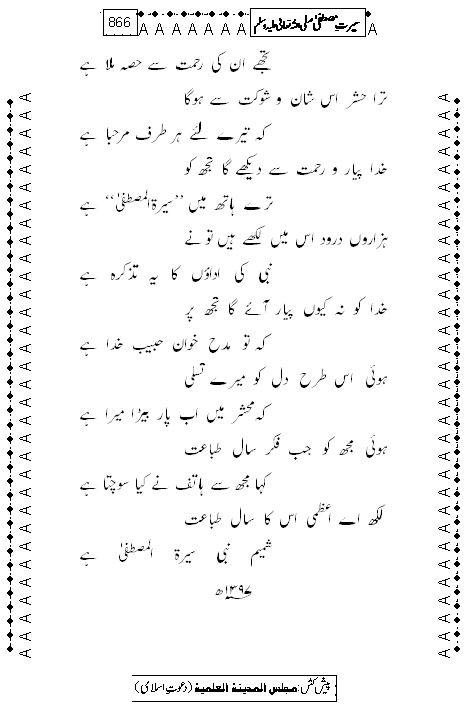 سیرتِ مصطفیٰ صلی اللہ تعالیٰ علیہ وسلم
866
تجھے ان کی رحمت سے حصہ ملا ہے
ترا حشر اس شان و شوکت سے ہوگا
کہ تیرے لئے ہر طرف مرحبا ہے
خدا پیار و رحمت سے دیکھے گا تجھ کو
ترے ہاتھ میں ’’سیرۃ المصطفیٰ‘‘ ہے
ہزاروں درود اس میں لکھے ہیں تو نے
نبی کی اداؤں کا یہ تذکرہ ہے
خدا کو نہ کیوں پیار آئے گا تجھ پر
کہ تو مدح خوان حبیب خدا ہے
ہوئی اس طرح دل کو میرے تسلی
کہ محشر میں اب پار بیڑا میرا ہے
ہوئی مجھ کو جب فکر سال طباعت
کہا مجھ سے ہاتف نے کیا سوچتا ہے
لکھ اے اعظمی اس کا سال طباعت
شمیم نبی سیرۃ المصطفیٰ ہے
۱۳۹۷ھ
پیش کش: مجلس المدینة العلمیة (دعوتِ اسلامی)